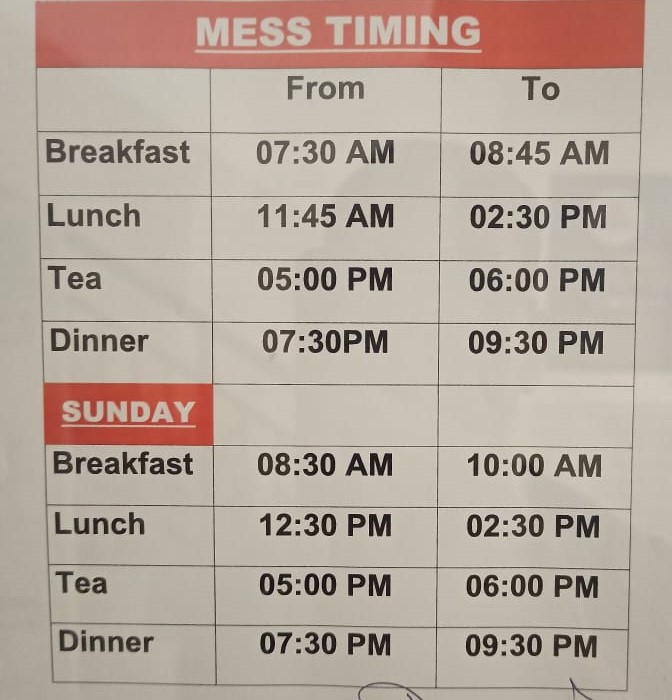 MESS TIMING
From To
Breakfast 07:30 AM 08:45 AM
Lunch 11:45 AM 02:30 PM
Tea 05:00 PM 06:00 PM
Dinner 07:30PM 09:30 PM
SUNDAY
Breakfast 08:30 AM 10:00 AM
Lunch 12:30 PM 02:30 PM
Tea 05:00 PM 06:00 PM
Dinner 07:30 PM 09:30 PM